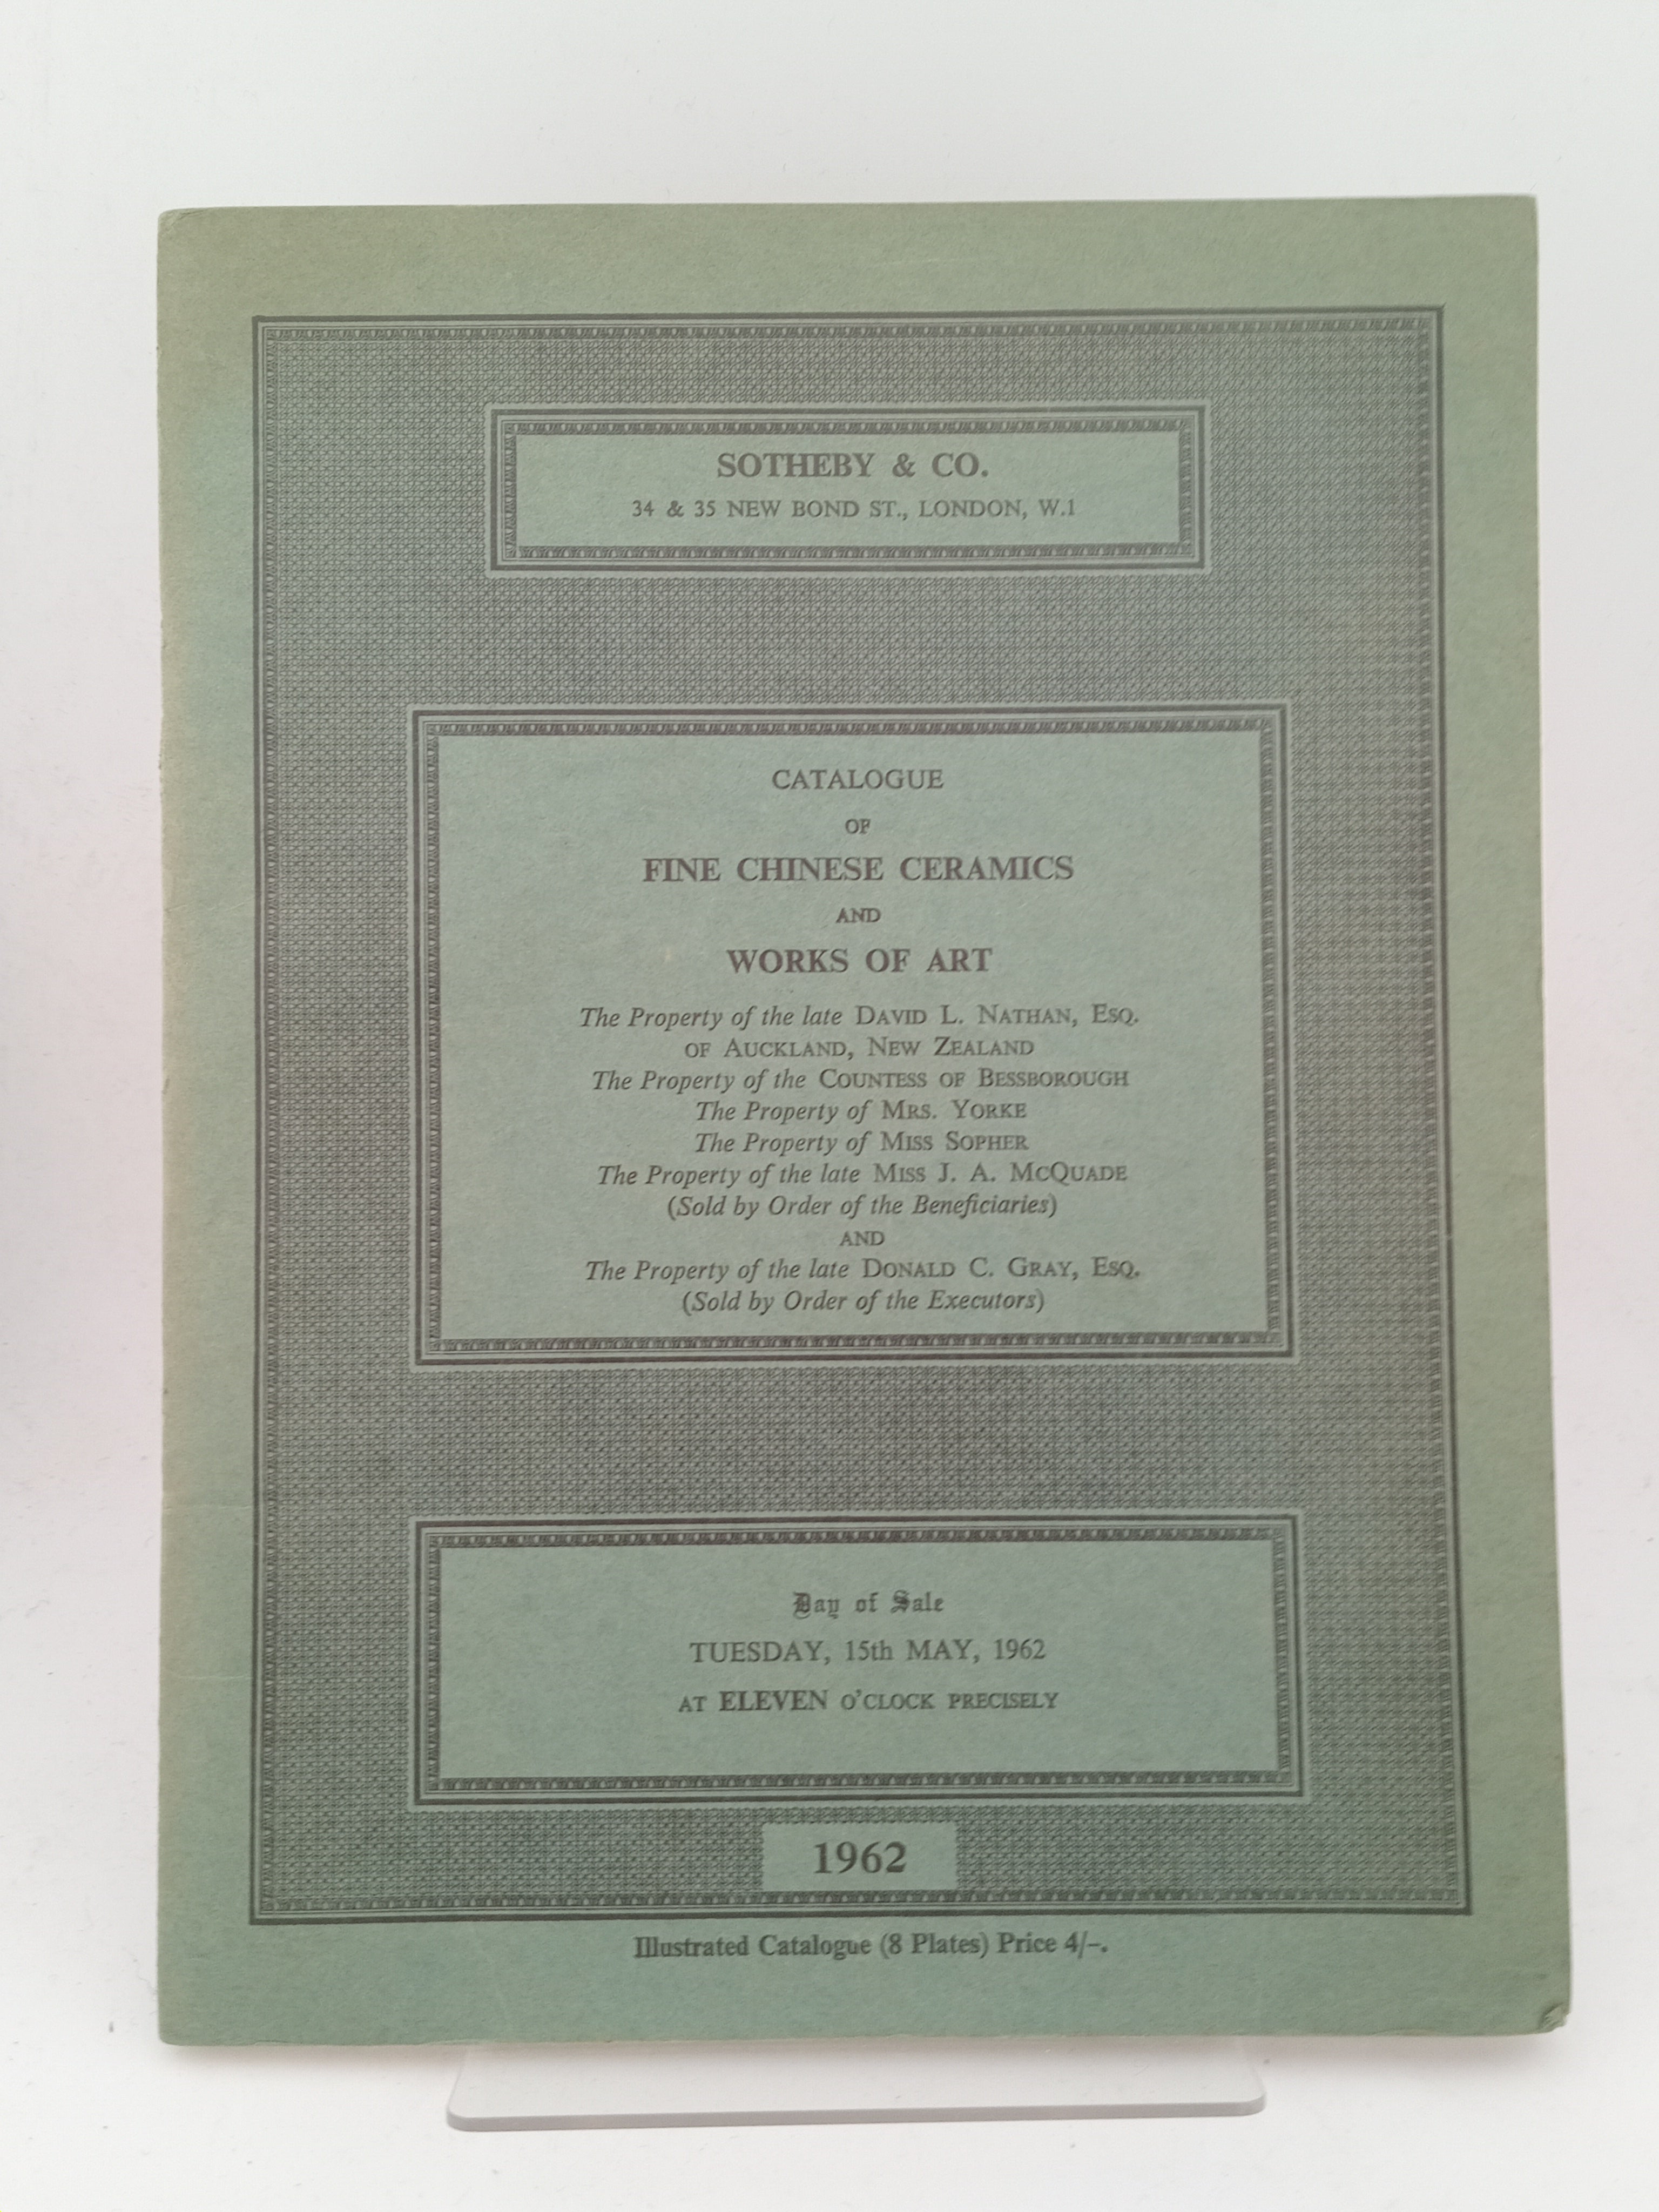 SOTHEBY & CO.
34 & 35 NEW BOND ST., LONDON, W.1
CATALOGUE
OF
FINE CHINESE CERAMICS
AND
WORKS OF ART
The Property of the late DAVID L. NATHAN, ESQ.
OF AUCKLAND, NEW ZEALAND
The Property of the COUNTESS OF BESSBOROUGH
The Property of MRS. YORKE
The Property of MISS SOPHER
The Property of the late MISS J. A. MCQUADE
(Sold by Order of the Beneficiaries)
AND
The Property of the late DONALD C. GRAY, ESQ.
(Sold by Order of the Executors)
Day of Sale
TUESDAY, 15th MAY, 1962
AT ELEVEN O'CLOCK PRECISELY
1962
Illustrated Catalogue (8 Plates) Price 4/-.